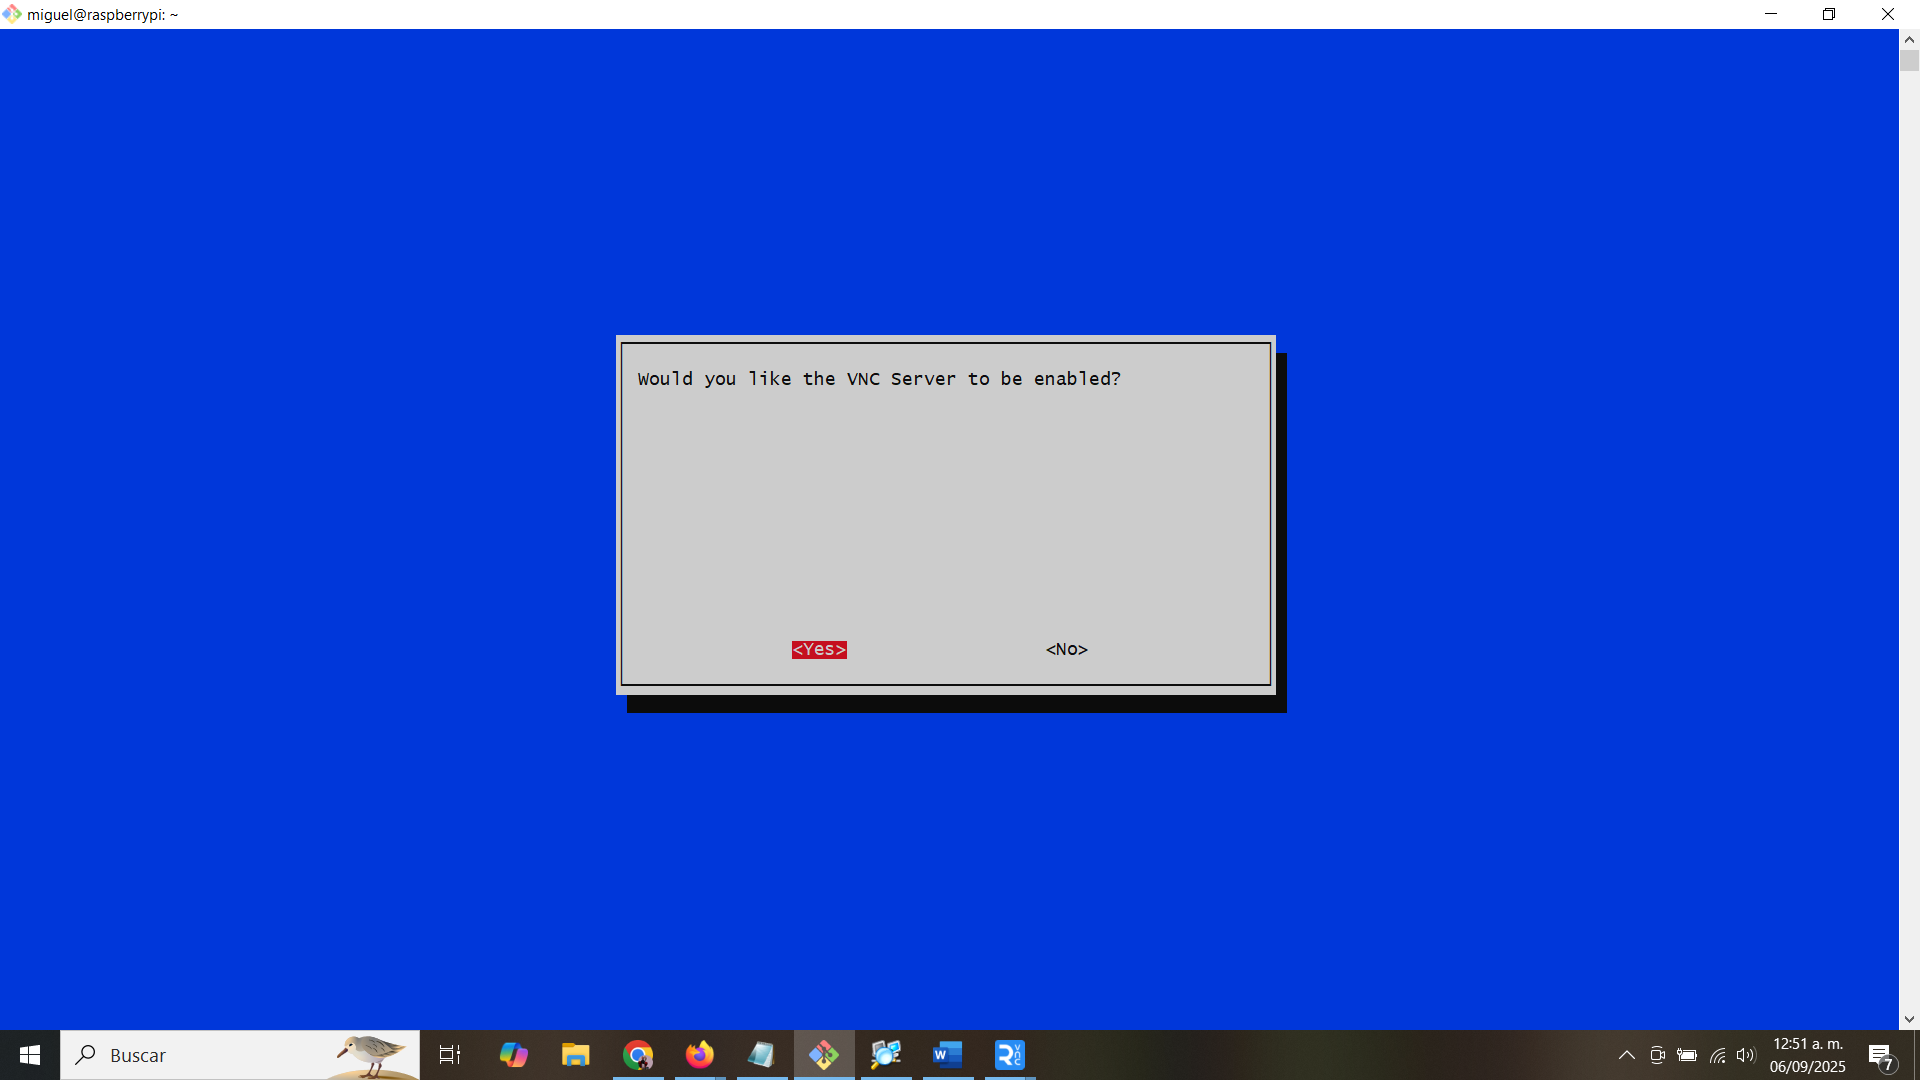 miguel@raspberrypi: ~
Would you like the VNC Server to be enabled?
<Yes> <No>
Buscar
12:51 a. m.
06/09/2025
7